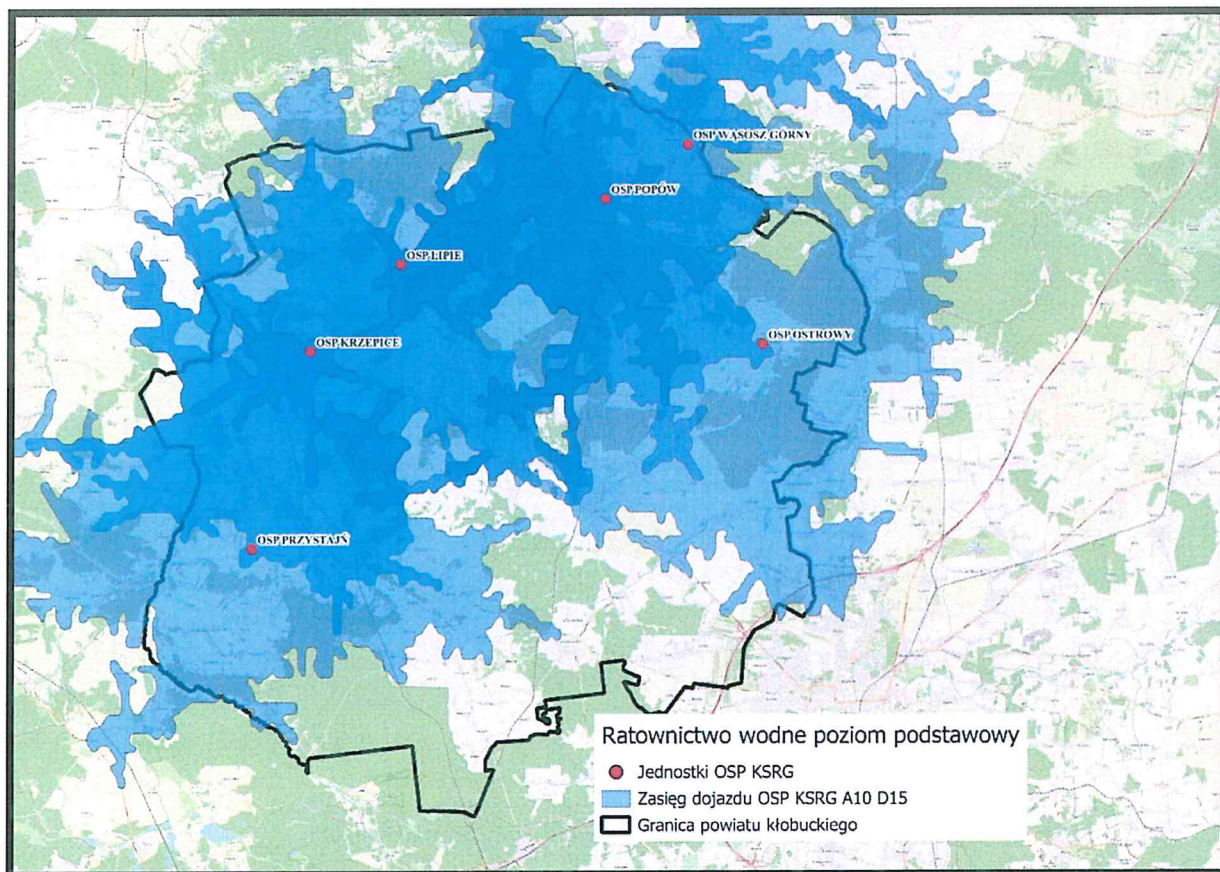 OSP WĄSOSZ GÓRNY
OSP POPÓW
OSP LIPIE
OSP OSTROWY
OSP KRZEPICE
OSP PRZYSTAJŃ
Ratownictwo wodne poziom podstawowy
Jednostki OSP KSRG
Zasięg dojazdu OSP KSRG A10 D15
Granica powiatu kłobuckiego